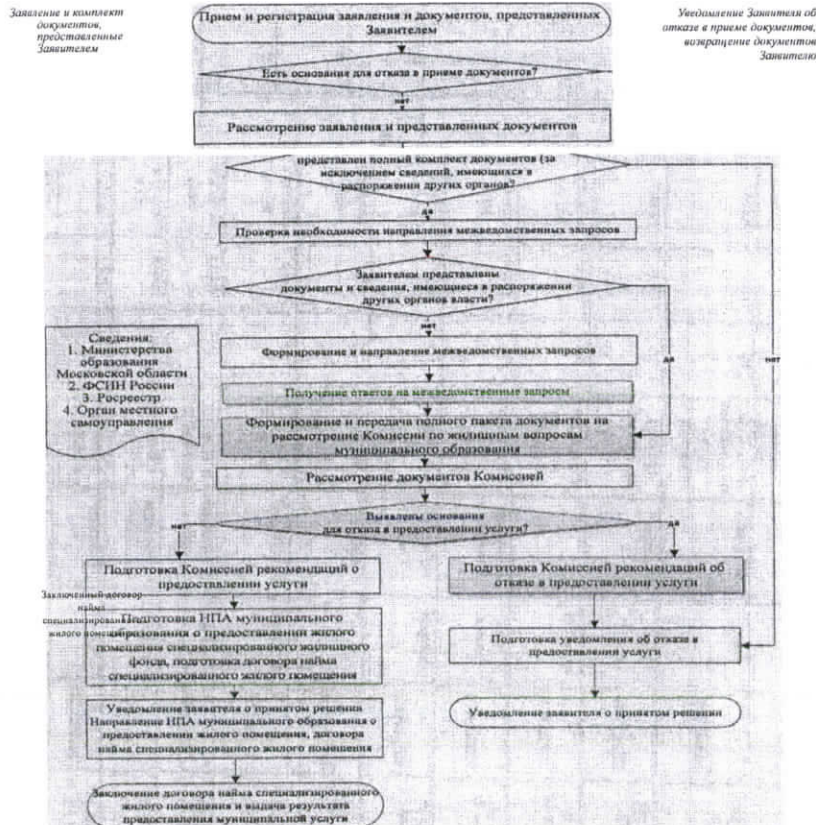 Заявление и комплект
документов,
представленные
Заявителем
Прием и регистрация заявления и документов, представленных
Заявителем
Уведомление Заявителя об
отказе в приеме документов,
возвращение документов
Заявителю
Есть основания для отказа в приеме документов?
нет
Рассмотрение заявления и представленных документов
представлен полный комплект документов (за
исключением сведений, имеющихся в
распоряжении других органов?
да
Проверка необходимости направления межведомственных запросов
Заявителем представлены
документы и сведения, имеющиеся в распоряжении
других органов власти?
нет
да
нет
Формирование и направление межведомственных запросов
Сведения:
1. Министерства
образования
Московской области
2. ФСИН России
3. Росреестр
4. Орган местного
самоуправления
Получение ответов на межведомственные запросы
Формирование и передача полного пакета документов на
рассмотрение Комиссии по жилищным вопросам
муниципального образования
Рассмотрение документов Комиссией
Выявлены основания
для отказа в предоставлении услуги?
нет
да
Подготовка Комиссией рекомендаций о
предоставлении услуги
Подготовка Комиссией рекомендаций об
отказе в предоставлении услуги
Заключенный договор
найма
специализированного
жилого помещения
Подготовка НПА муниципального
образования о предоставлении жилого
помещения специализированного жилищного
фонда, подготовка договора найма
специализированного жилого помещения
Подготовка уведомления об отказе в
предоставлении услуги
Уведомление заявителя о принятом решении
Направление НПА муниципального образования о
предоставлении жилого помещения, договора
найма специализированного жилого помещения
Уведомление заявителя о принятом решении
Заключение договора найма специализированного
жилого помещения и выдача результата
предоставления муниципальной услуги